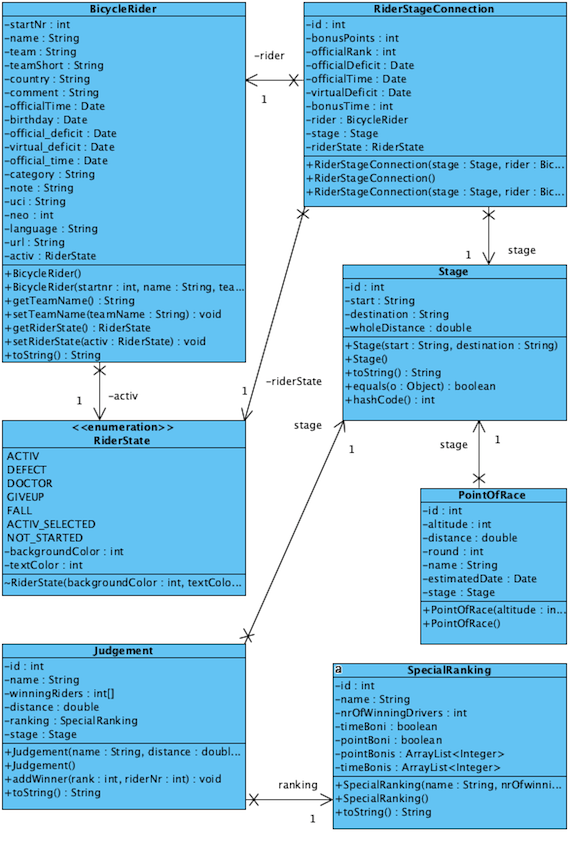 BicycleRider
-startNr : int
-name : String
-team : String
-teamShort : String
-country : String
-comment : String
-officialTime : Date
-birthday : Date
-official_deficit : Date
-virtual_deficit : Date
-official_time : Date
-category : String
-note : String
-uci : String
-neo : int
-language : String
-url : String
-activ : RiderState
+BicycleRider()
+BicycleRider(startnr : int, name : String, tea...
+getTeamName() : String
+setTeamName(teamName : String) : void
+getRiderState() : RiderState
+setRiderState(activ : RiderState) : void
+toString() : String
-rider
1
RiderStageConnection
-id : int
-bonusPoints : int
-officialRank : int
-officialDeficit : Date
-officialTime : Date
-virtualDeficit : Date
-bonusTime : int
-rider : BicycleRider
-stage : Stage
-riderState : RiderState
+RiderStageConnection(stage : Stage, rider : Bic...
+RiderStageConnection()
+RiderStageConnection(stage : Stage, rider : Bic...
1
stage
Stage
-id : int
-start : String
-destination : String
-wholeDistance : double
+Stage(start : String, destination : String)
+Stage()
+toString() : String
+equals(o : Object) : boolean
+hashCode() : int
1
-activ
1
-riderState
<<enumeration>>
RiderState
ACTIV
DEFECT
DOCTOR
GIVEUP
FALL
ACTIV_SELECTED
NOT_STARTED
-backgroundColor : int
-textColor : int
~RiderState(backgroundColor : int, textColo...
stage
1
stage
1
PointOfRace
-id : int
-altitude : int
-distance : double
-round : int
-name : String
-estimatedDate : Date
-stage : Stage
+PointOfRace(altitude : in...
+PointOfRace()
Judgement
-id : int
-name : String
-winningRiders : int[]
-distance : double
-ranking : SpecialRanking
-stage : Stage
+Judgement(name : String, distance : doubl...
+Judgement()
+addWinner(rank : int, riderNr : int) : void
+toString() : String
ranking
1
a
SpecialRanking
-id : int
-name : String
-nrOfWinningDrivers : int
-timeBoni : boolean
-pointBoni : boolean
-pointBonis : ArrayList<Integer>
-timeBonis : ArrayList<Integer>
+SpecialRanking(name : String, nrOfwinni...
+SpecialRanking()
+toString() : String